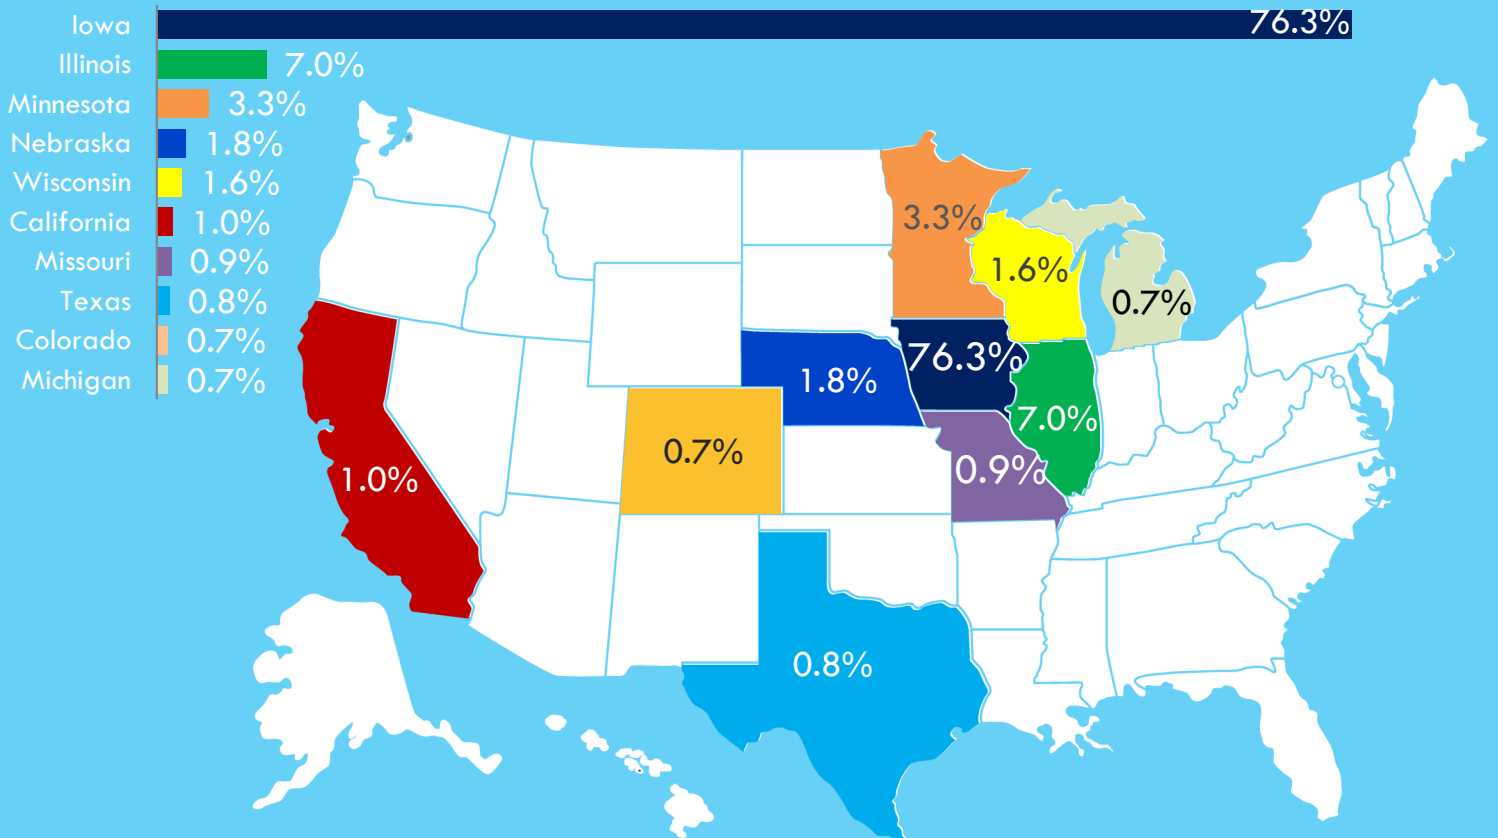 Iowa 76.3%
Illinois 7.0%
Minnesota 3.3%
Nebraska 1.8%
Wisconsin 1.6%
California 1.0%
Missouri 0.9%
Texas 0.8%
Colorado 0.7%
Michigan 0.7%
3.3%
1.6%
0.7%
76.3%
1.8%
7.0%
0.7%
0.9%
1.0%
0.8%